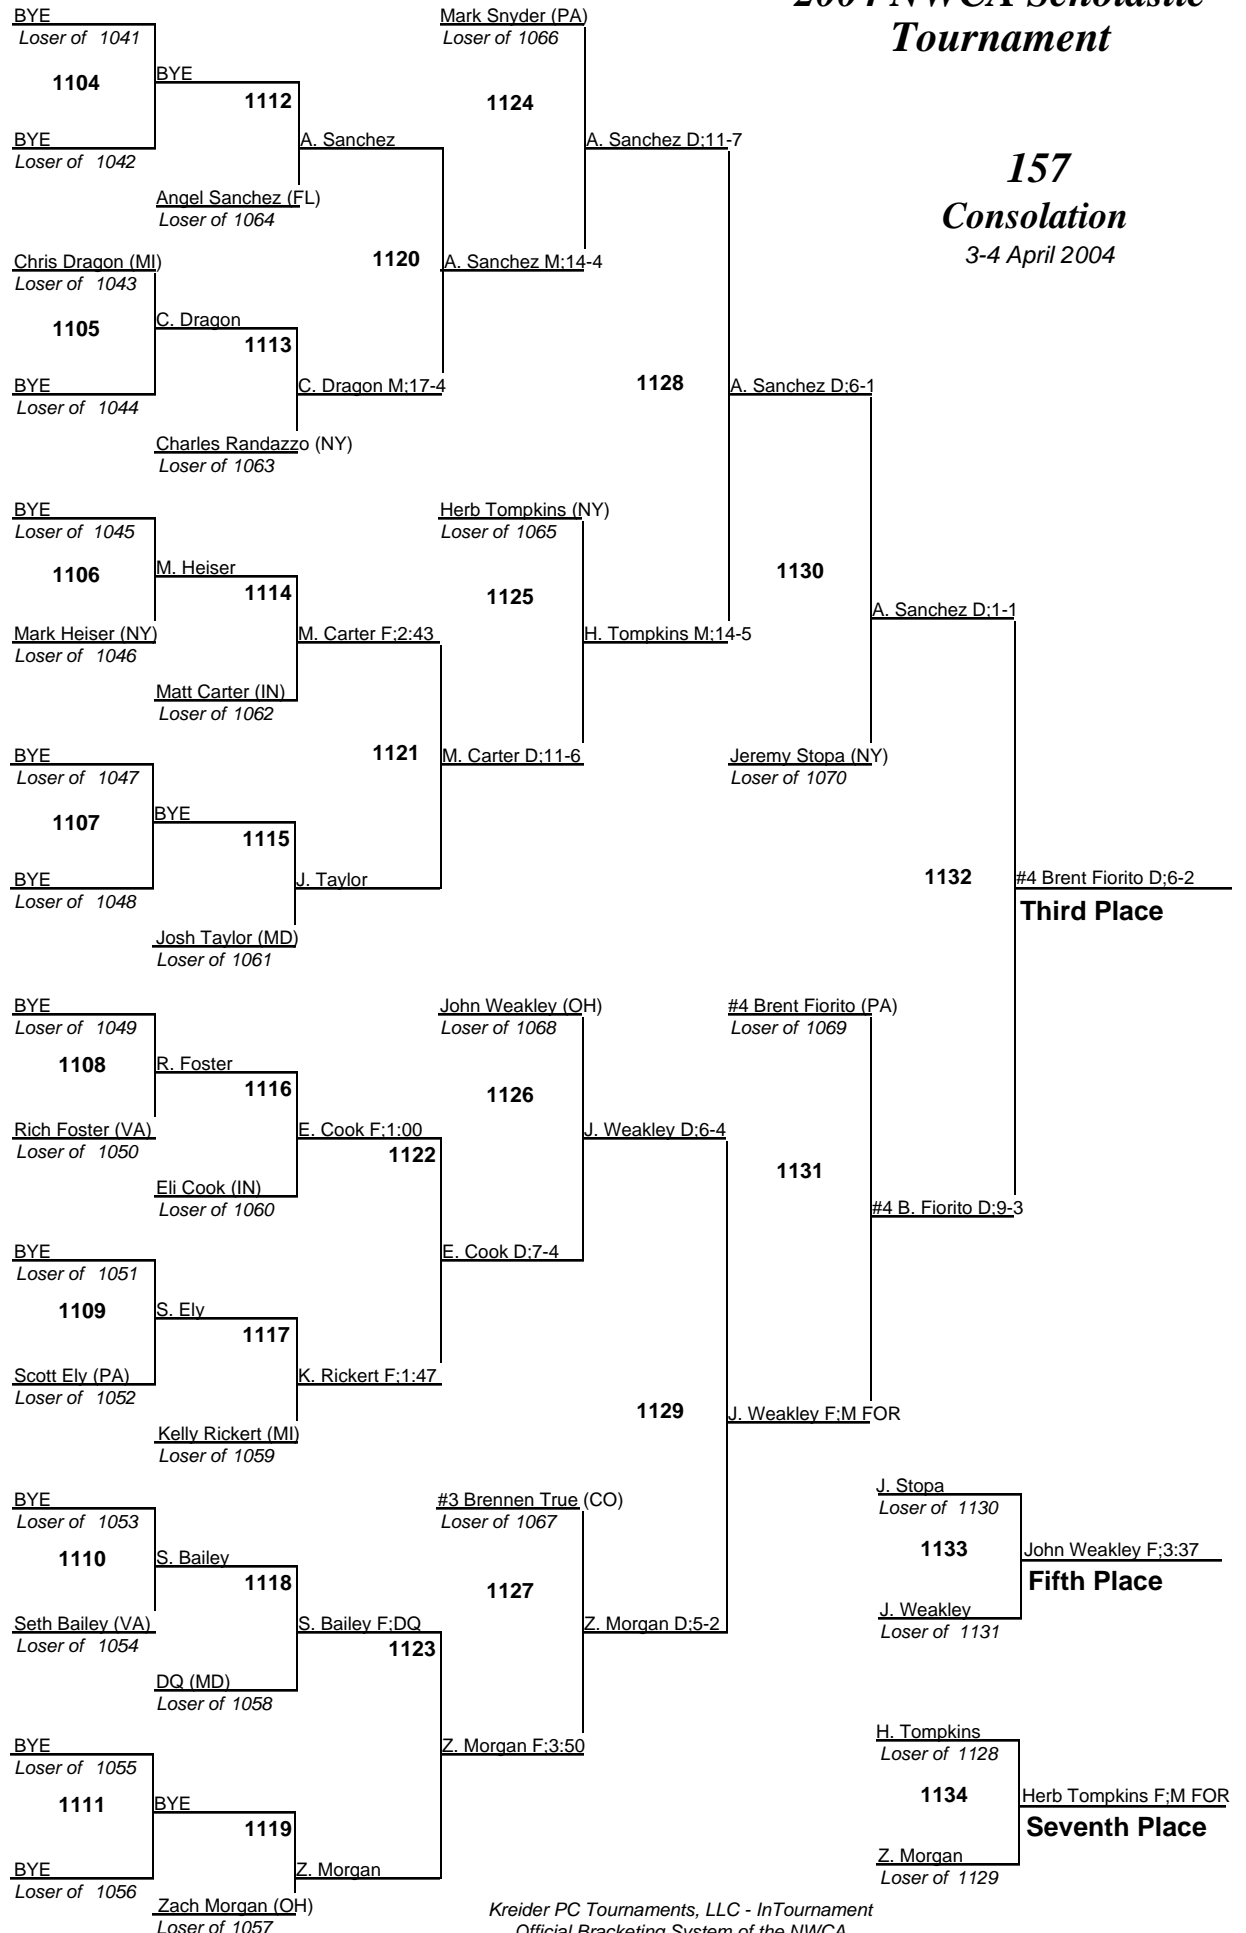 2004 NWCA Scholastic
Tournament
157
Consolation
3-4 April 2004
BYE
Loser of 1041
1104
BYE
Loser of 1042
BYE
1112
Angel Sanchez (FL)
Loser of 1064
A. Sanchez
Chris Dragon (MI)
Loser of 1043
1105
BYE
Loser of 1044
C. Dragon
1113
Charles Randazzo (NY)
Loser of 1063
C. Dragon M;17-4
1120
Mark Snyder (PA)
Loser of 1066
1124
A. Sanchez M;14-4
A. Sanchez D;11-7
BYE
Loser of 1045
1106
Mark Heiser (NY)
Loser of 1046
M. Heiser
1114
Matt Carter (IN)
Loser of 1062
M. Carter F;2:43
BYE
Loser of 1047
1107
BYE
Loser of 1048
BYE
1115
Josh Taylor (MD)
Loser of 1061
J. Taylor
1121
Herb Tompkins (NY)
Loser of 1065
1125
M. Carter D;11-6
H. Tompkins M;14-5
1128
A. Sanchez D;6-1
1130
Jeremy Stopa (NY)
Loser of 1070
A. Sanchez D;1-1
1132
#4 Brent Fiorito D;6-2
Third Place
BYE
Loser of 1049
1108
Rich Foster (VA)
Loser of 1050
R. Foster
1116
Eli Cook (IN)
Loser of 1060
E. Cook F;1:00
1122
BYE
Loser of 1051
1109
Scott Ely (PA)
Loser of 1052
S. Ely
1117
Kelly Rickert (MI)
Loser of 1059
K. Rickert F;1:47
John Weakley (OH)
Loser of 1068
1126
E. Cook D;7-4
J. Weakley D;6-4
#4 Brent Fiorito (PA)
Loser of 1069
1131
#4 B. Fiorito D;9-3
1129
J. Weakley F;M FOR
BYE
Loser of 1053
1110
Seth Bailey (VA)
Loser of 1054
S. Bailey
1118
DQ (MD)
Loser of 1058
S. Bailey F;DQ
1123
BYE
Loser of 1055
1111
BYE
Loser of 1056
BYE
1119
Zach Morgan (OH)
Loser of 1057
Z. Morgan
#3 Brennen True (CO)
Loser of 1067
1127
Z. Morgan F;3:50
Z. Morgan D;5-2
J. Stopa
Loser of 1130
1133
J. Weakley
Loser of 1131
John Weakley F;3:37
Fifth Place
H. Tompkins
Loser of 1128
1134
Z. Morgan
Loser of 1129
Herb Tompkins F;M FOR
Seventh Place
Kreider PC Tournaments, LLC - InTournament
Official Bracketing System of the NWCA